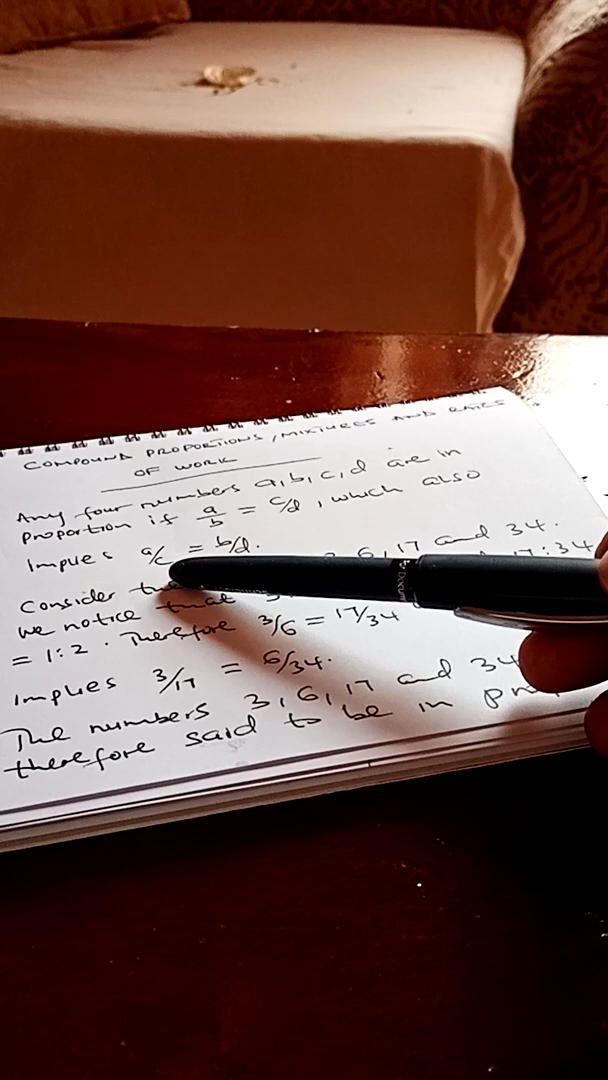 COMPOUND PROPORTIONS, MIXTURES AND RATES
OF WORK
Any four numbers a, b, c, d are in
proportion if a/b = c/d, which also
Implies a/c = b/d.
Consider 6, 17 and 34.
We notice that 17:34
= 1:2. Therefore 3/6 = 17/34
Implies 3/17 = 6/34.
The numbers 3, 6, 17 and 34
therefore said to be in